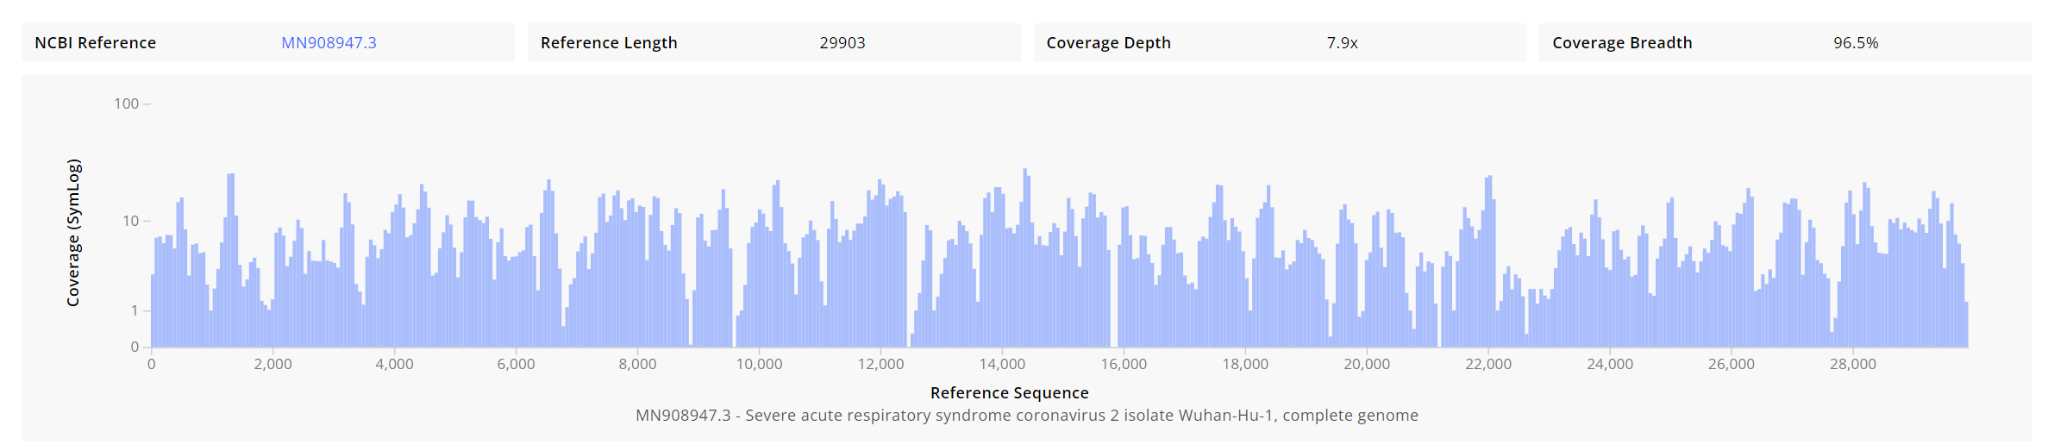 NCBI Reference MN908947.3 Reference Length 29903 Coverage Depth 7.9x Coverage Breadth 96.5%
100
10
1
0
Coverage (SymLog)
0 2,000 4,000 6,000 8,000 10,000 12,000 14,000 16,000 18,000 20,000 22,000 24,000 26,000 28,000
Reference Sequence
MN908947.3 - Severe acute respiratory syndrome coronavirus 2 isolate Wuhan-Hu-1, complete genome